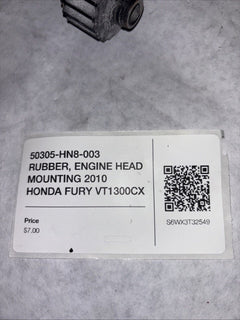 50305-HN8-003
RUBBER, ENGINE HEAD
MOUNTING 2010
HONDA FURY VT1300CX
S6WX3T32549
Price
$7.00